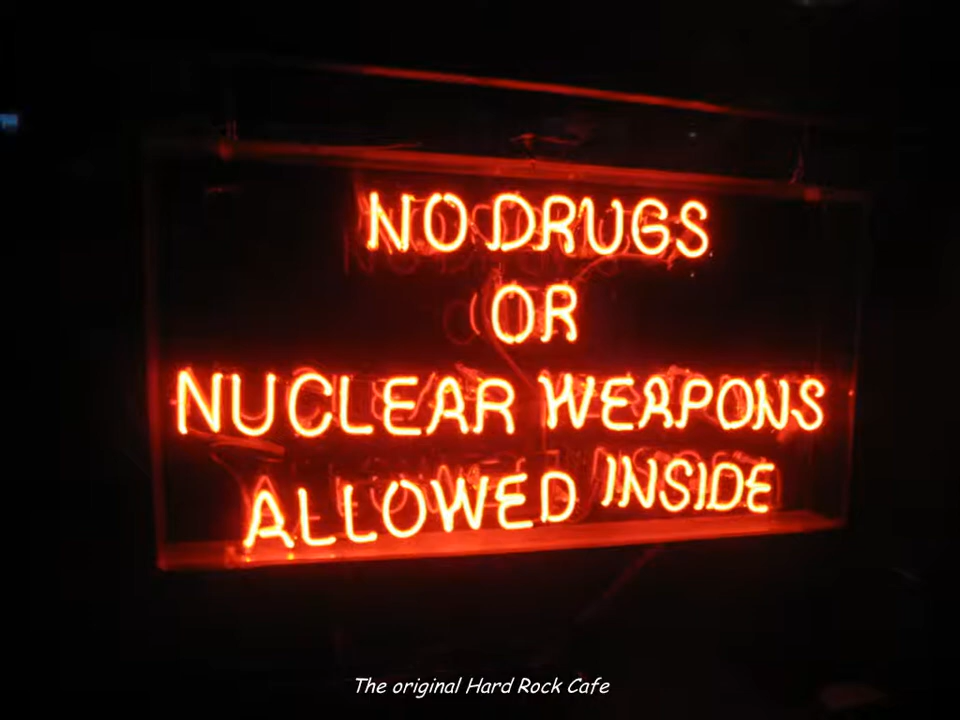 NO DRUGS
OR
NUCLEAR WEAPONS
ALLOWED INSIDE
The original Hard Rock Cafe